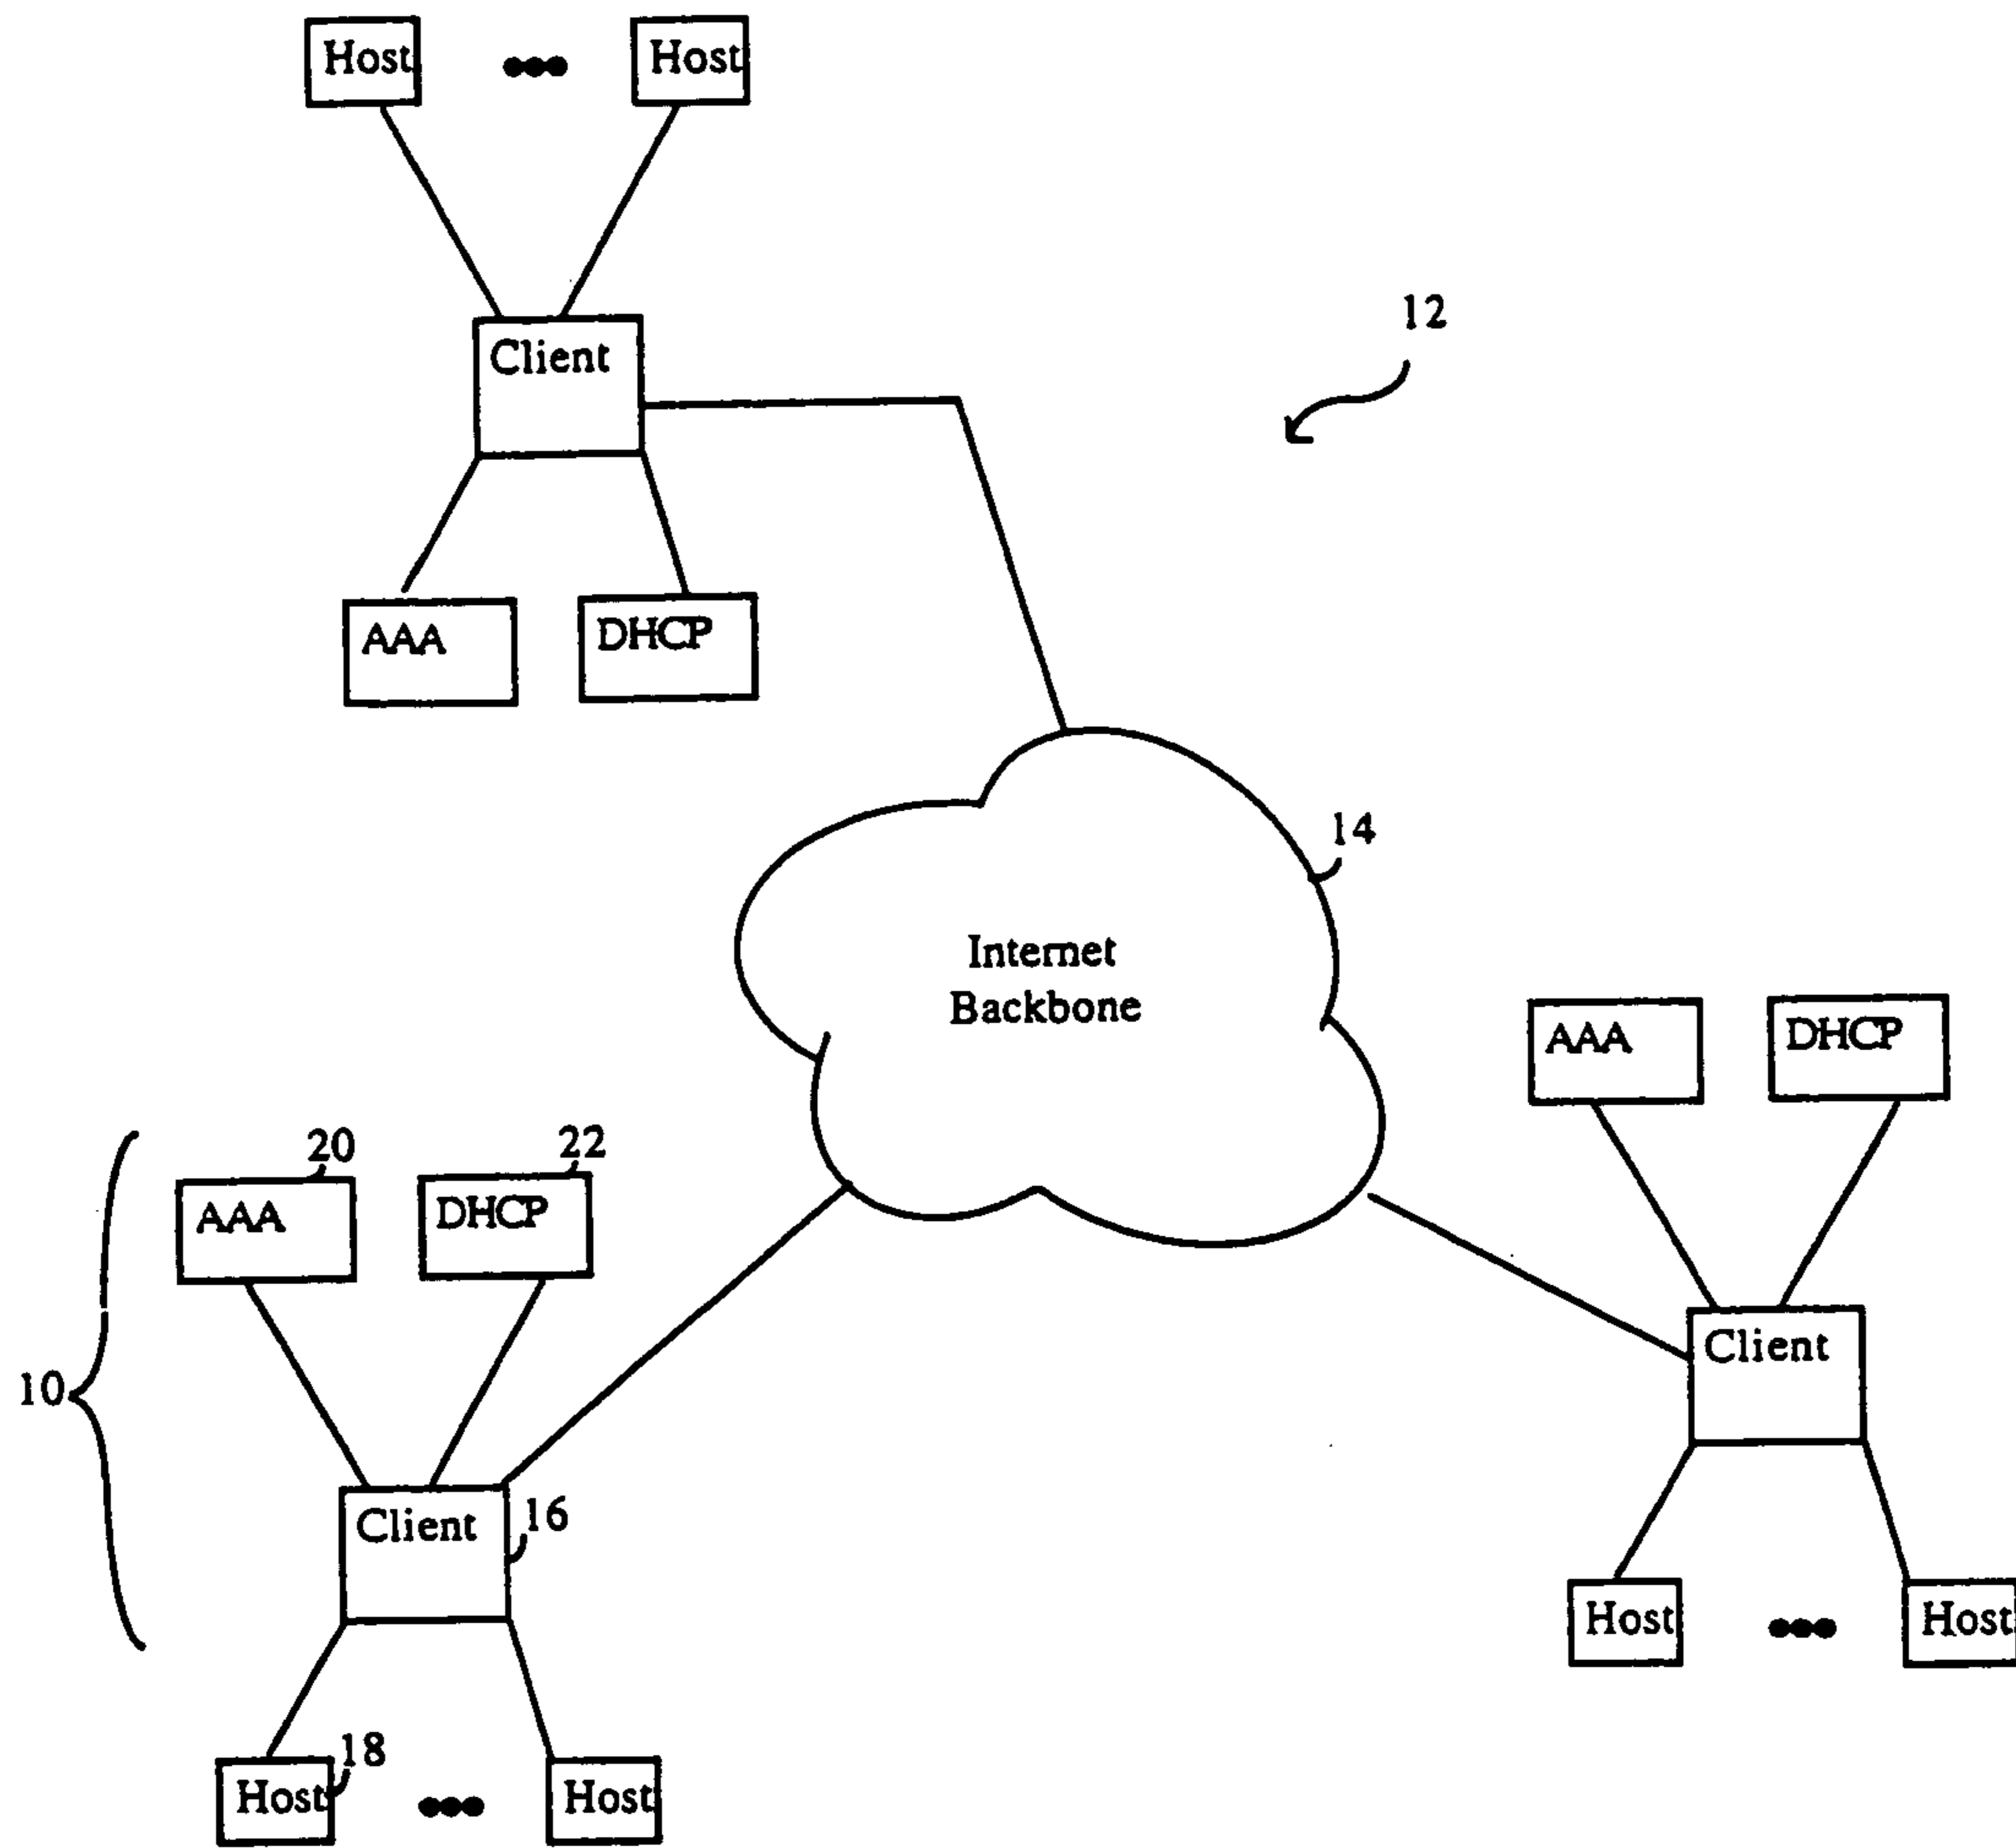 Host
Host
Client
12
AAA
DHCP
14
Internet
Backbone
AAA
DHCP
20
22
AAA
DHCP
Client
10
Client
16
Host
Host
18
Host
Host